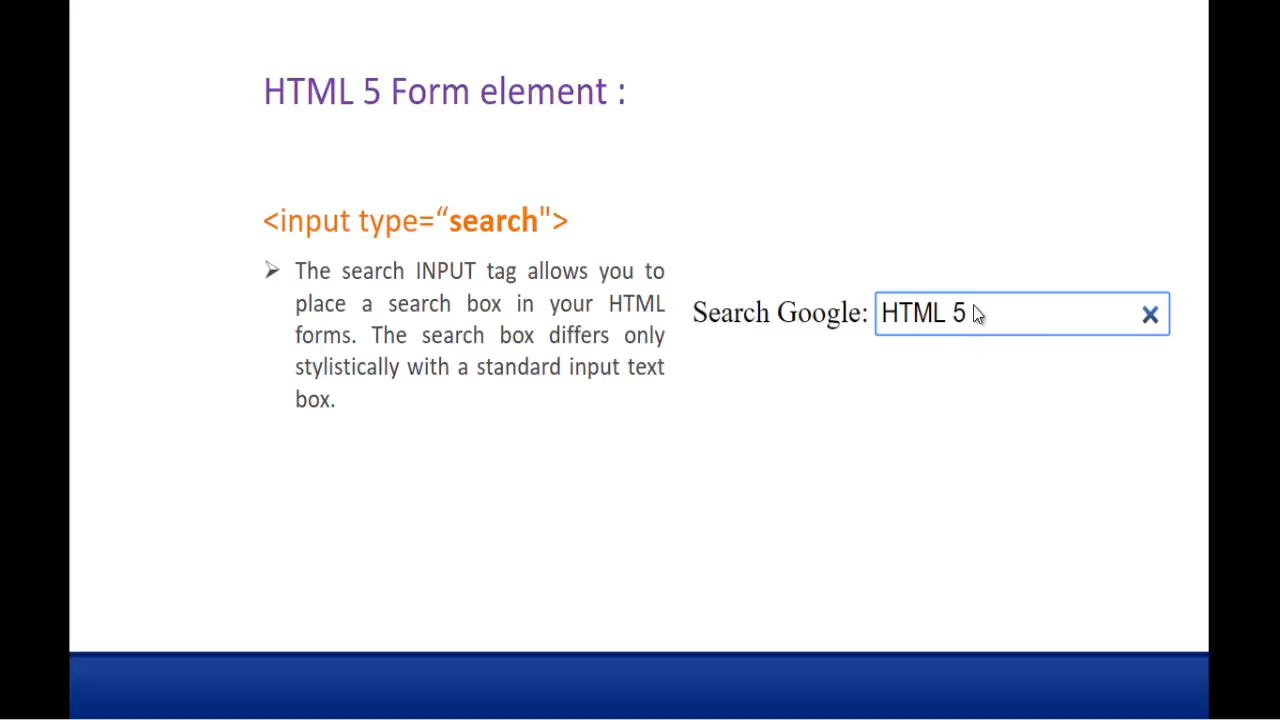 HTML 5 Form element :
<input type=“search">
➢ The search INPUT tag allows you to
place a search box in your HTML
forms. The search box differs only
stylistically with a standard input text
box.
Search Google: HTML 5